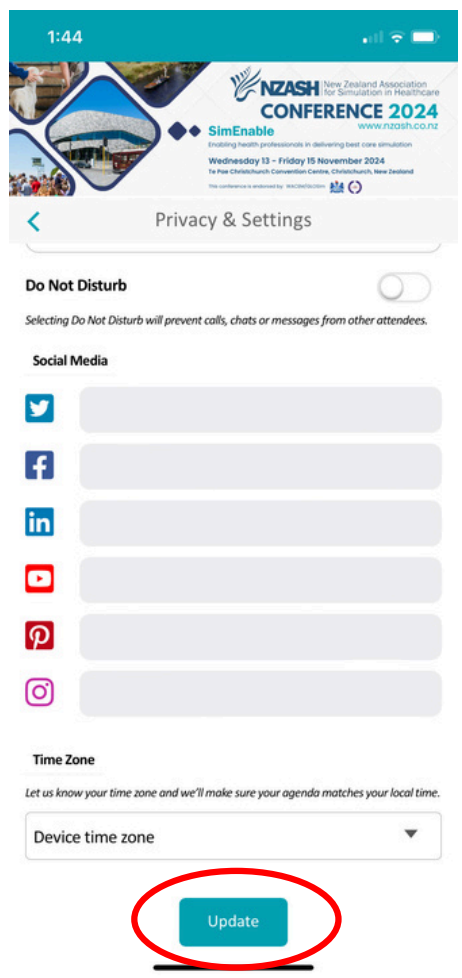 1:44
NZASH New Zealand Association
for Simulation in Healthcare
CONFERENCE 2024
SimEnable
www.nzash.co.nz
Enabling health professionals in delivering best care simulation
Wednesday 13 - Friday 15 November 2024
Te Pae Christchurch Convention Centre, Christchurch, New Zealand
This conference is endorsed by
Privacy & Settings
Do Not Disturb
Selecting Do Not Disturb will prevent calls, chats or messages from other attendees.
Social Media
Time Zone
Let us know your time zone and we'll make sure your agenda matches your local time.
Device time zone
Update